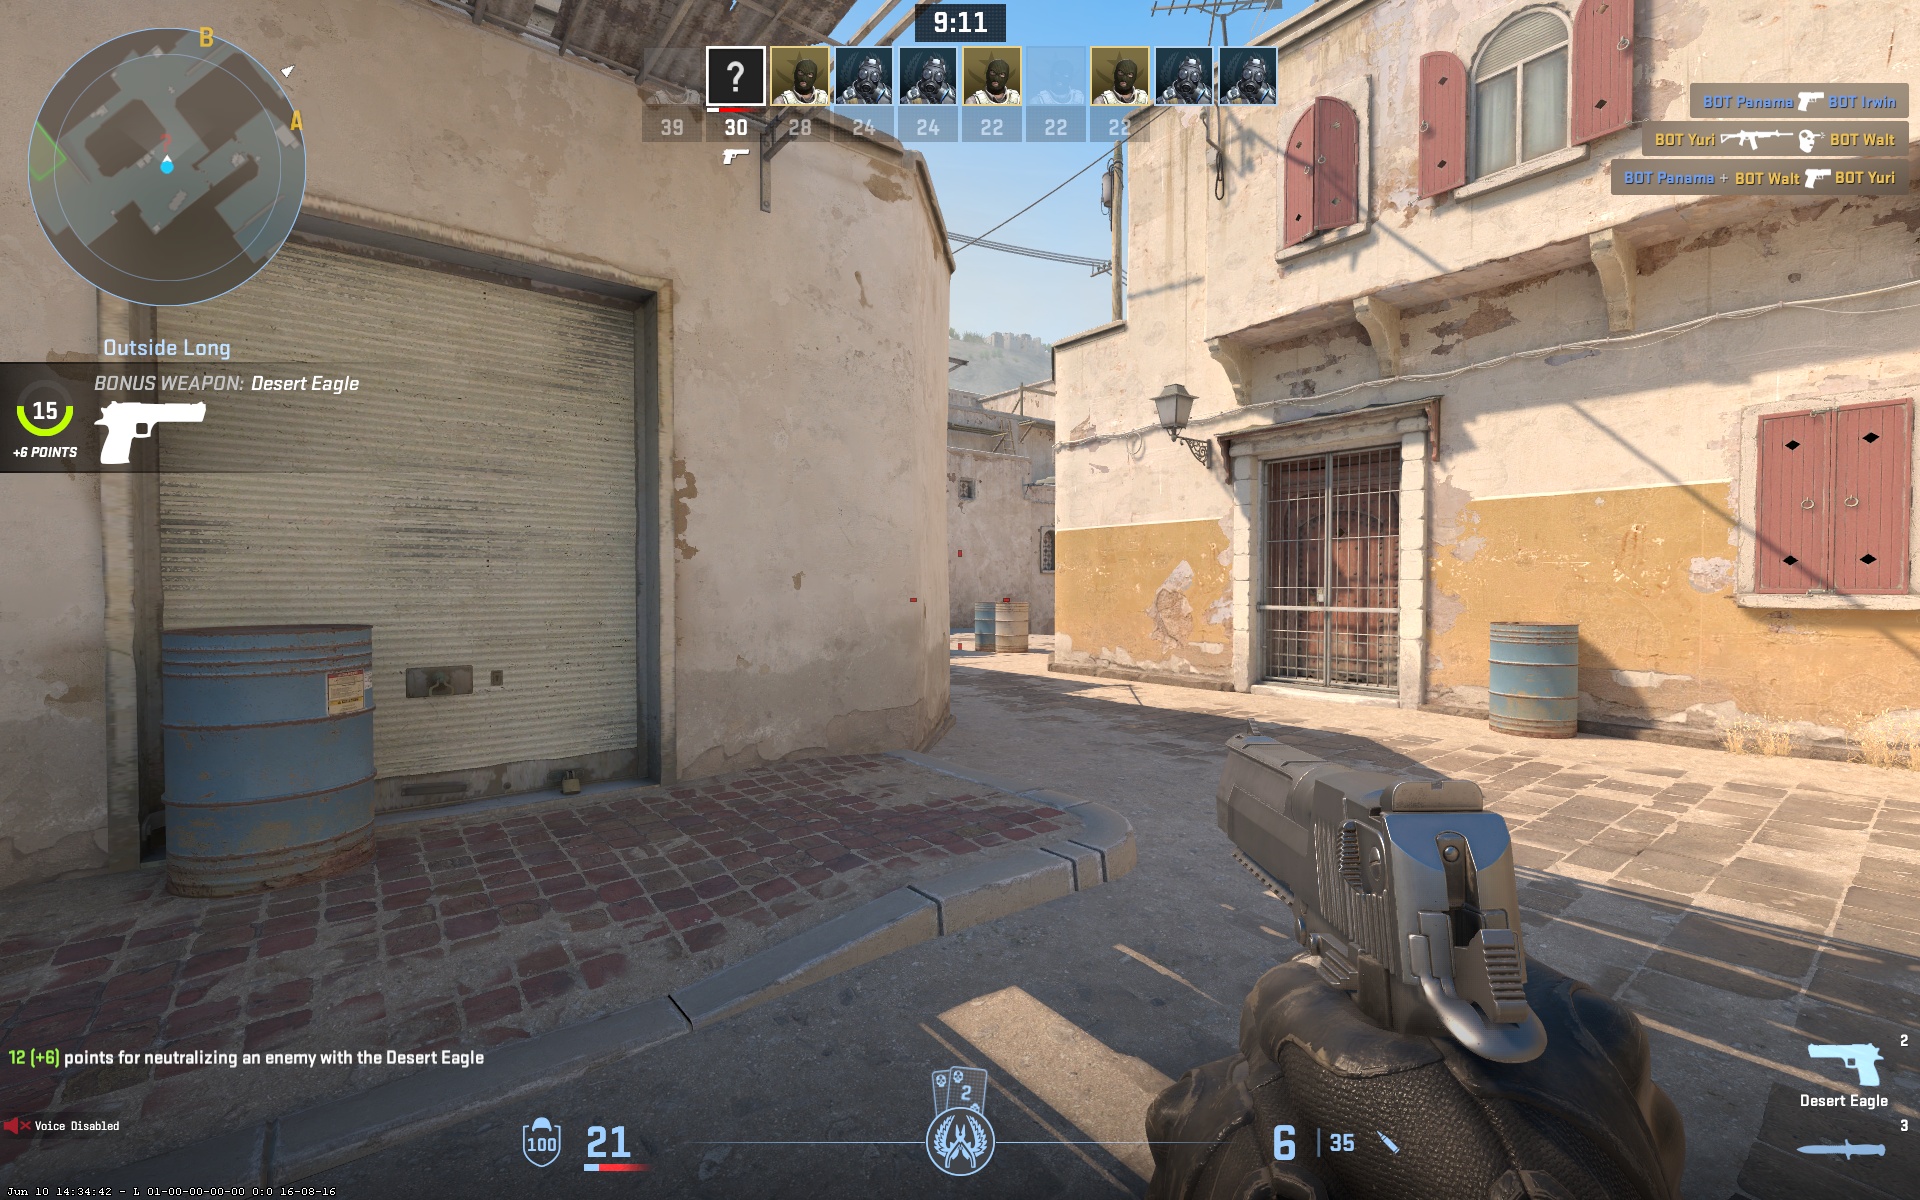 9:11
B
A
?
39 30 28 24 24 22 22 22
BOT Panama BOT Irwin
BOT Yuri BOT Walt
BOT Panama + BOT Walt BOT Yuri
Outside Long
BONUS WEAPON: Desert Eagle
15
+6 POINTS
12 (+6) points for neutralizing an enemy with the Desert Eagle
Voice Disabled
100 21
2
6 | 35
2
Desert Eagle
3
Jun 10 14:34:42 - L 01-00-00-00-00 0:0 16-08-16